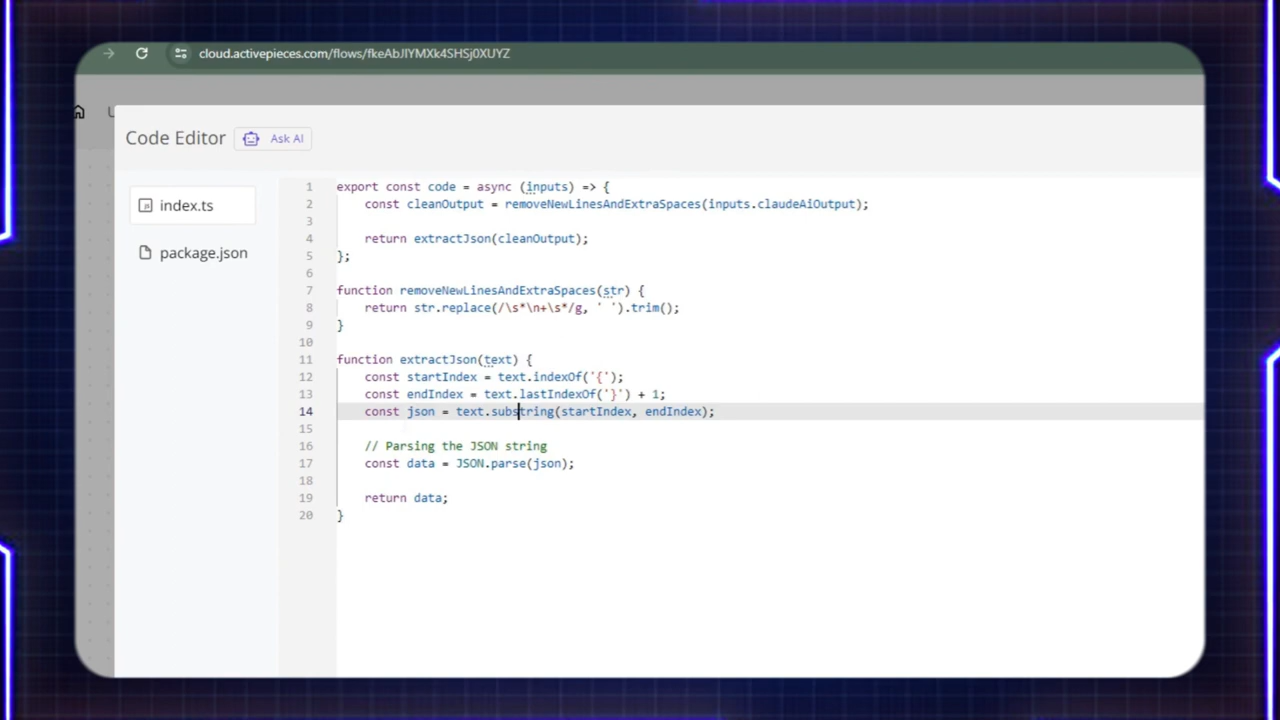 cloud.activepieces.com/flows/fkeAbJlYMXk4SHSj0XUYZ
Code Editor
Ask AI
index.ts
package.json
1 export const code = async (inputs) => {
2 const cleanOutput = removeNewLinesAndExtraSpaces(inputs.claudeAiOutput);
3
4 return extractJson(cleanOutput);
5 };
6
7 function removeNewLinesAndExtraSpaces(str) {
8 return str.replace(/\s*\n+\s*/g, ' ').trim();
9 }
10
11 function extractJson(text) {
12 const startIndex = text.indexOf('{');
13 const endIndex = text.lastIndexOf('}') + 1;
14 const json = text.substring(startIndex, endIndex);
15
16 // Parsing the JSON string
17 const data = JSON.parse(json);
18
19 return data;
20 }